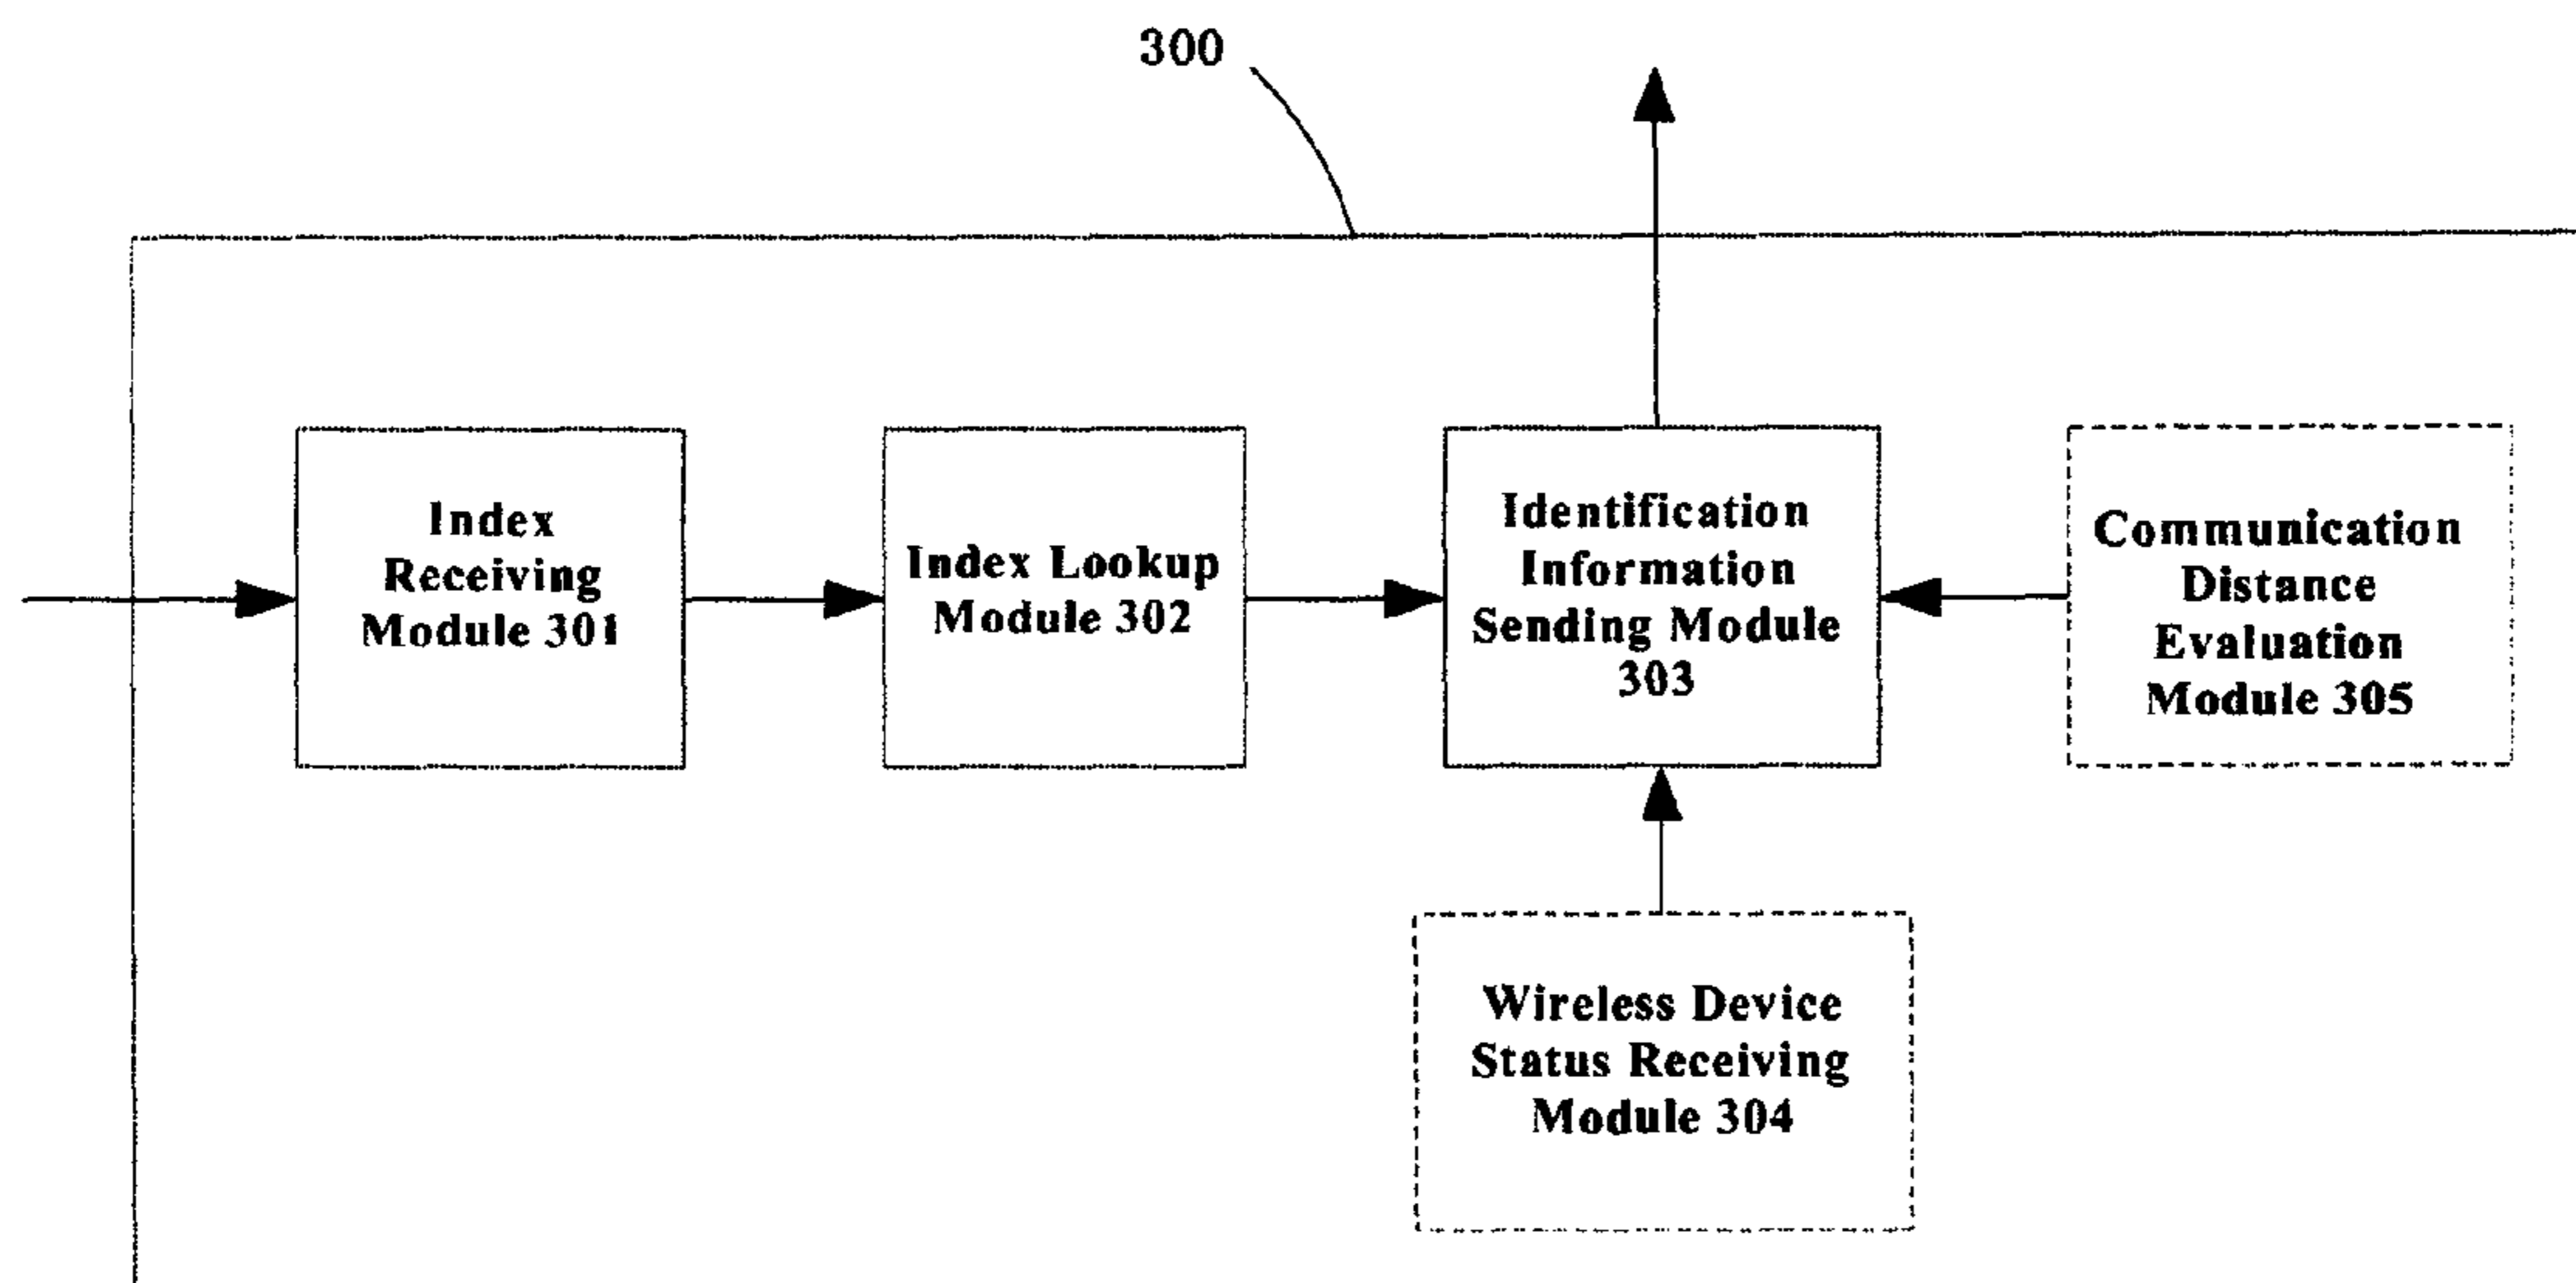 300
Index
Receiving
Module 301
Index Lookup
Module 302
Identification
Information
Sending Module
303
Communication
Distance
Evaluation
Module 305
Wireless Device
Status Receiving
Module 304